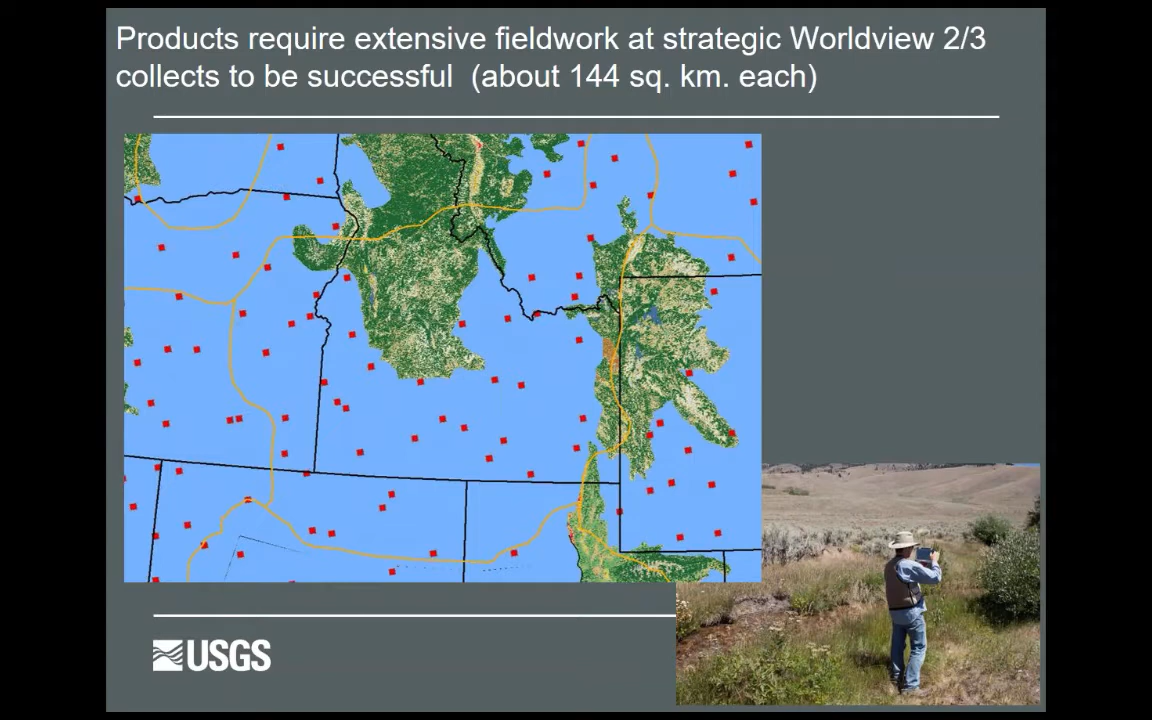 Products require extensive fieldwork at strategic Worldview 2/3
collects to be successful (about 144 sq. km. each)
USGS